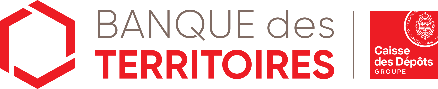 BANQUE des
TERRITOIRES
Caisse
des Dépôts
GROUPE